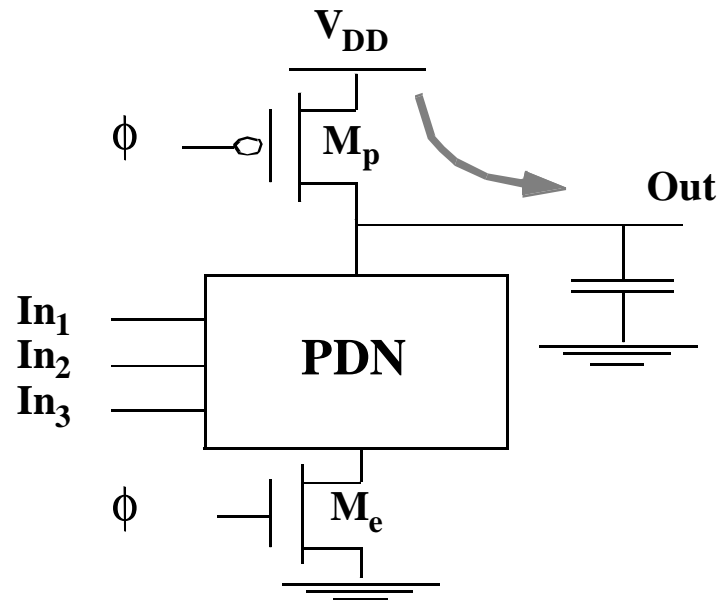 V_DD
ϕ
M_p
Out
In_1
In_2
In_3
PDN
ϕ
M_e